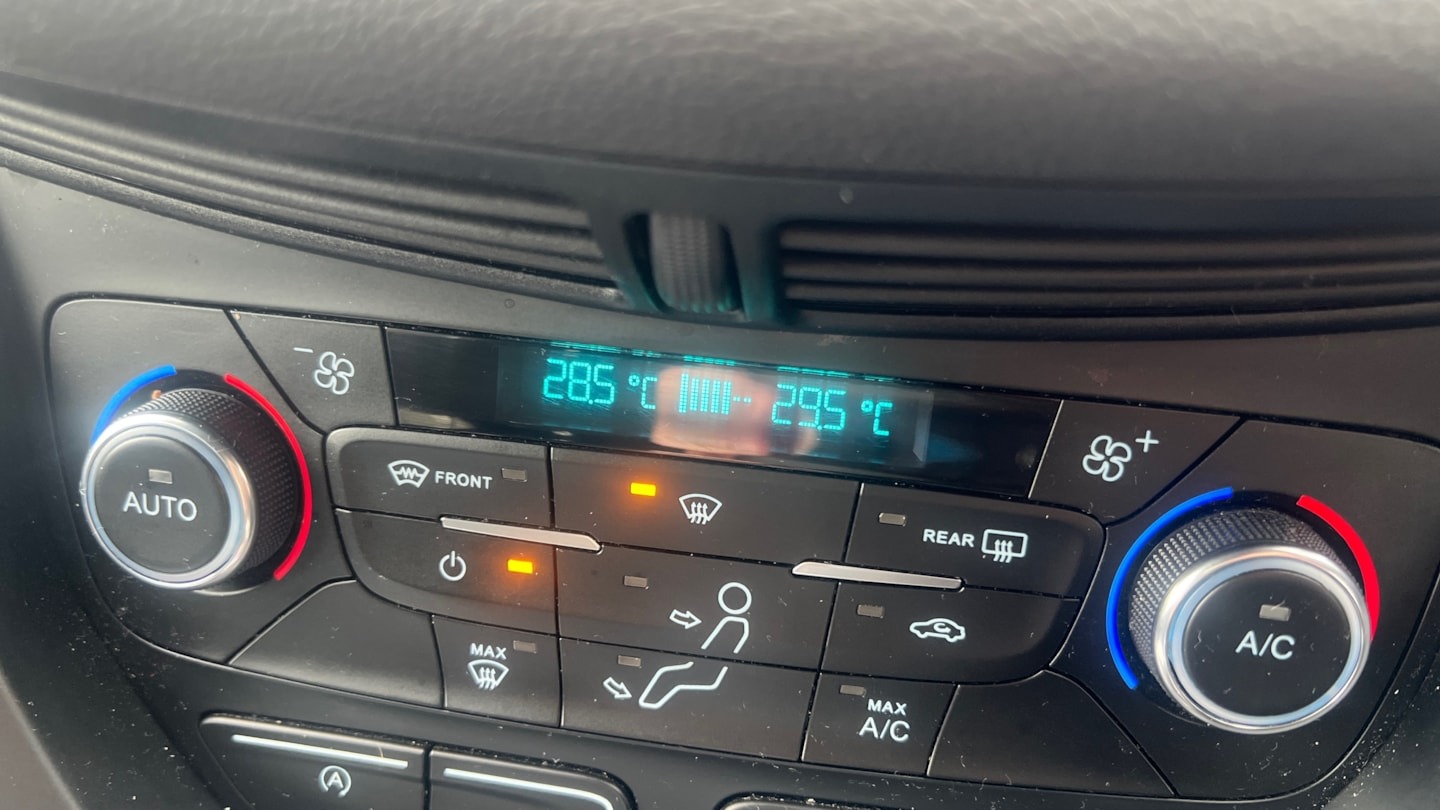 28.5 °C 29.5 °C
− +
FRONT
REAR
AUTO
MAX
A/C
MAX
A/C
A